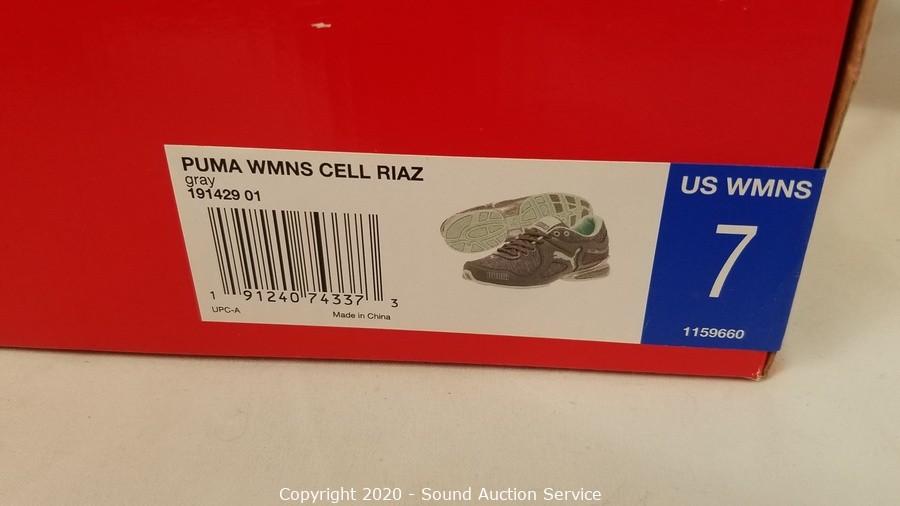 PUMA WMNS CELL RIAZ
gray
191429 01
1 91240 74337 3
UPC-A
Made in China
US WMNS
7
1159660
Copyright 2020 - Sound Auction Service